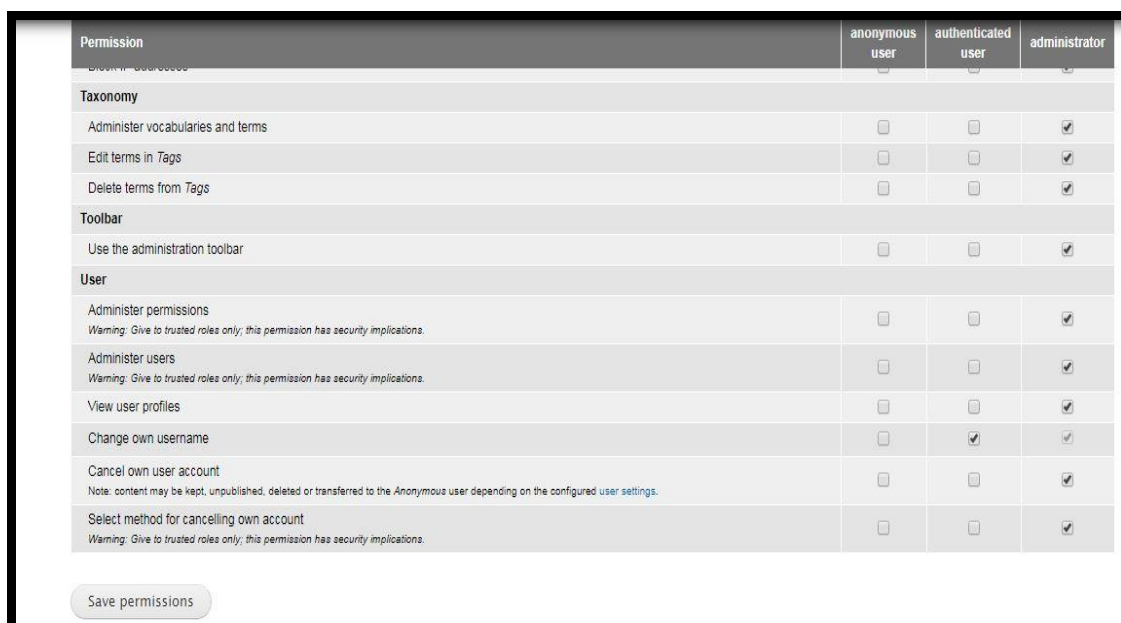 Permission
anonymous user
authenticated user
administrator
Taxonomy
Administer vocabularies and terms
Edit terms in Tags
Delete terms from Tags
Toolbar
Use the administration toolbar
User
Administer permissions
Warning: Give to trusted roles only; this permission has security implications.
Administer users
Warning: Give to trusted roles only; this permission has security implications.
View user profiles
Change own username
Cancel own user account
Note: content may be kept, unpublished, deleted or transferred to the Anonymous user depending on the configured user settings.
Select method for cancelling own account
Warning: Give to trusted roles only; this permission has security implications.
Save permissions